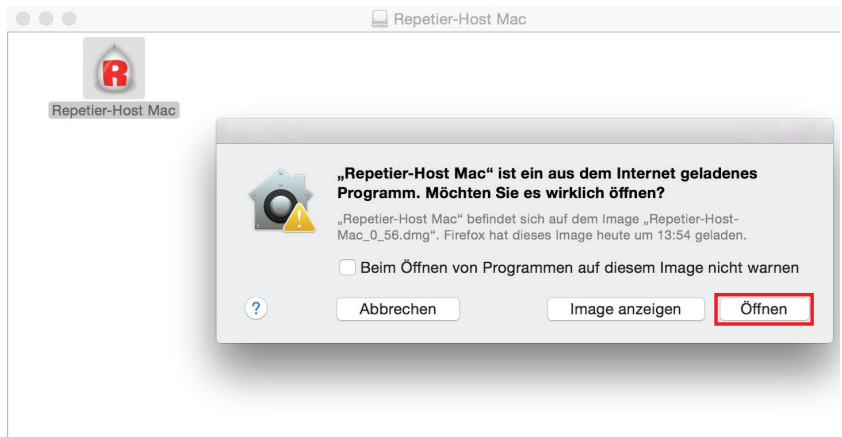 Repetier-Host Mac
R
Repetier-Host Mac
„Repetier-Host Mac“ ist ein aus dem Internet geladenes
Programm. Möchten Sie es wirklich öffnen?
„Repetier-Host Mac“ befindet sich auf dem Image „Repetier-Host-
Mac_0_56.dmg“. Firefox hat dieses Image heute um 13:54 geladen.
Beim Öffnen von Programmen auf diesem Image nicht warnen
? Abbrechen Image anzeigen Öffnen